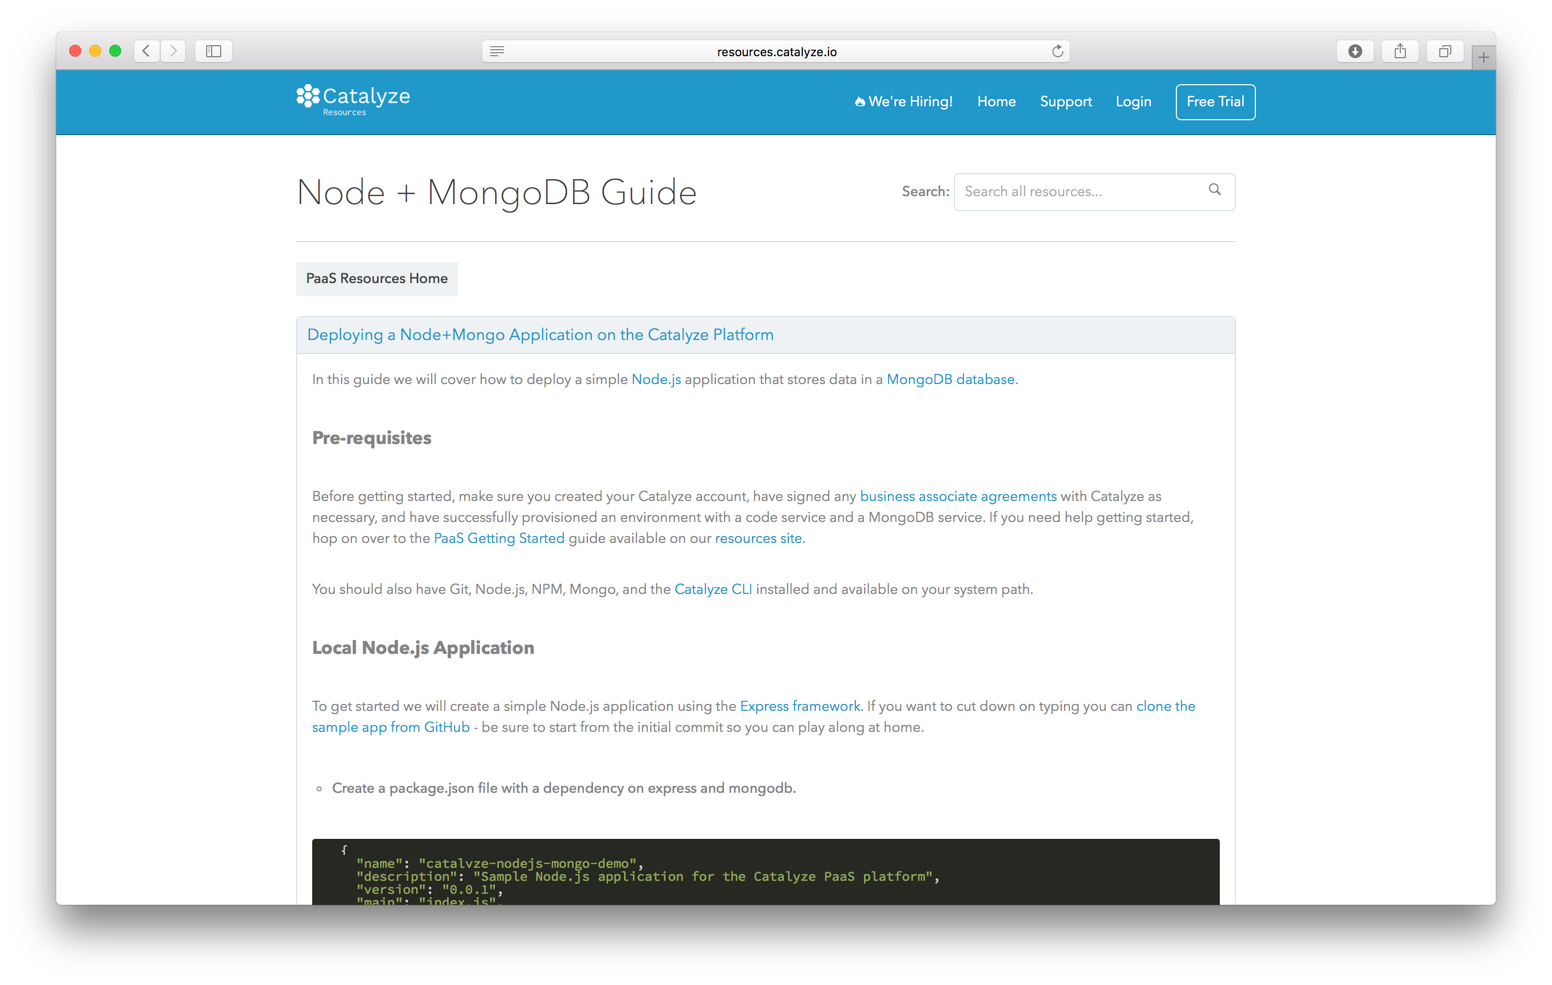 resources.catalyze.io
Catalyze
Resources
We're Hiring!
Home
Support
Login
Free Trial
Node + MongoDB Guide
Search:
Search all resources...
PaaS Resources Home
Deploying a Node+Mongo Application on the Catalyze Platform
In this guide we will cover how to deploy a simple Node.js application that stores data in a MongoDB database.
Pre-requisites
Before getting started, make sure you created your Catalyze account, have signed any business associate agreements with Catalyze as
necessary, and have successfully provisioned an environment with a code service and a MongoDB service. If you need help getting started,
hop on over to the PaaS Getting Started guide available on our resources site.
You should also have Git, Node.js, NPM, Mongo, and the Catalyze CLI installed and available on your system path.
Local Node.js Application
To get started we will create a simple Node.js application using the Express framework. If you want to cut down on typing you can clone the
sample app from GitHub - be sure to start from the initial commit so you can play along at home.
Create a package.json file with a dependency on express and mongodb.
{
"name": "catalyze-nodejs-mongo-demo",
"description": "Sample Node.js application for the Catalyze PaaS platform",
"version": "0.0.1",
"main": "index.js",